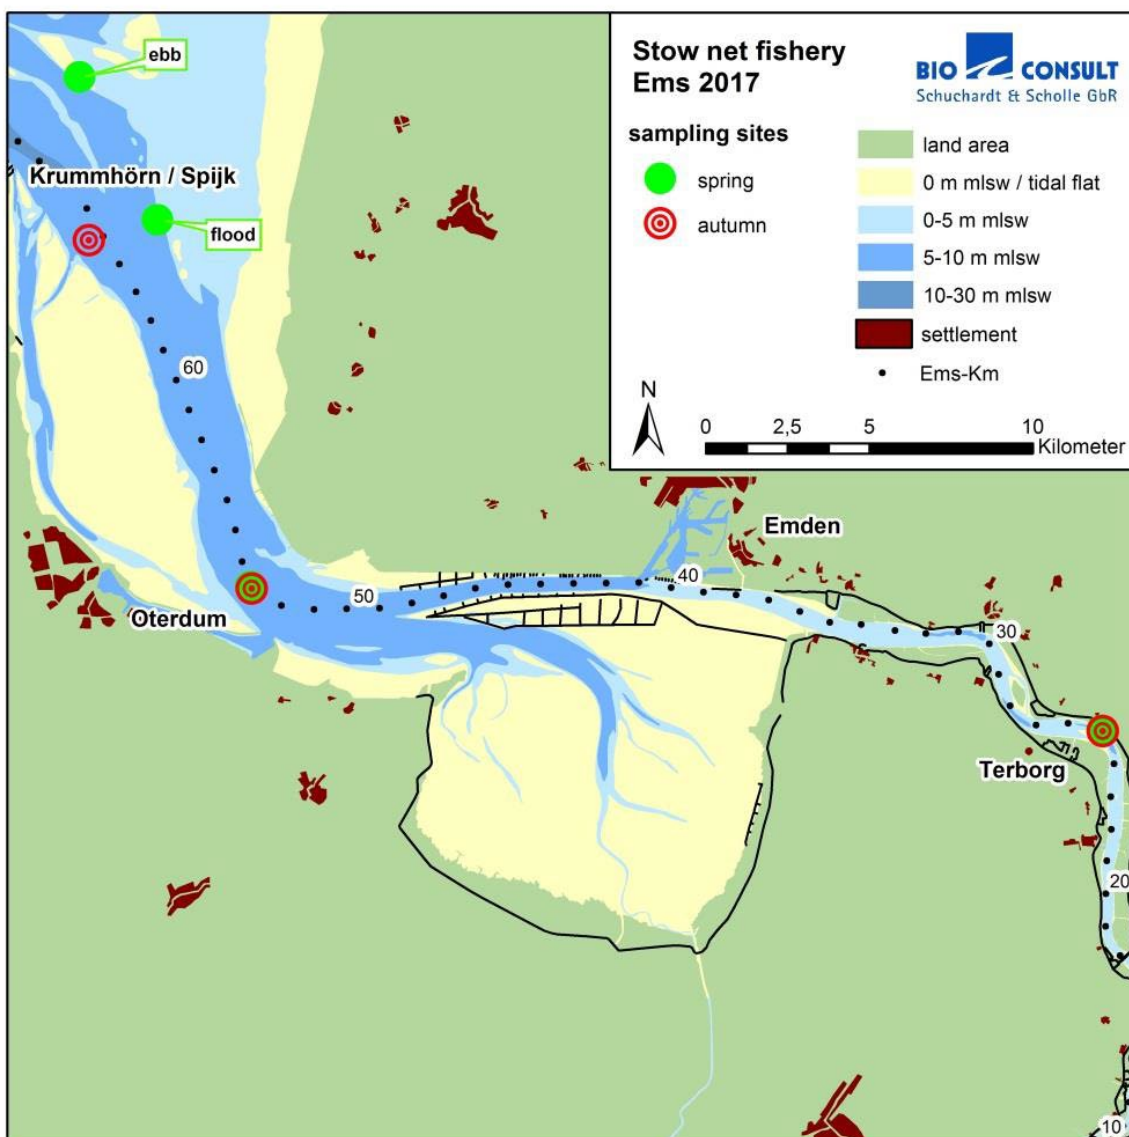 ebb
Krummhörn / Spijk
flood
60
Oterdum
50
40
Emden
30
Terborg
20
10
Stow net fishery
Ems 2017
BIO CONSULT
Schuchardt & Scholle GbR
sampling sites
spring
autumn
land area
0 m mlsw / tidal flat
0-5 m mlsw
5-10 m mlsw
10-30 m mlsw
settlement
Ems-Km
N
0 2,5 5 10
Kilometer